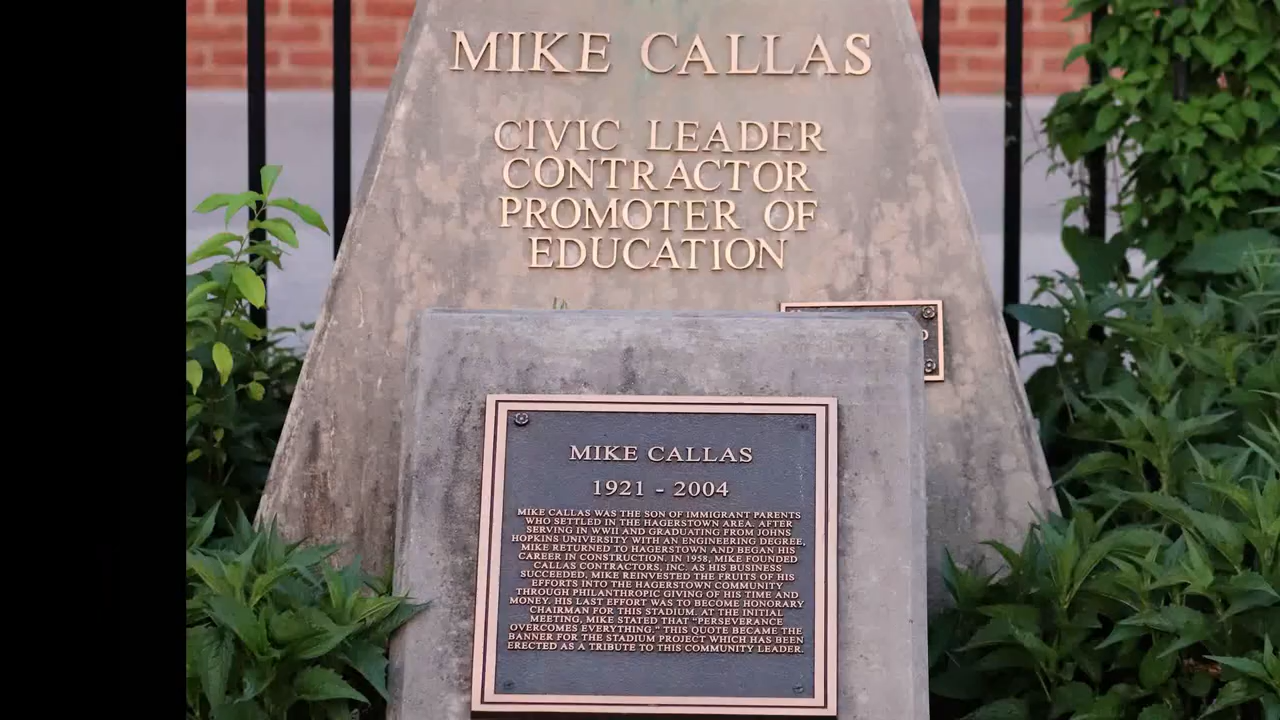 MIKE CALLAS
CIVIC LEADER
CONTRACTOR
PROMOTER OF
EDUCATION
MIKE CALLAS
1921 - 2004
MIKE CALLAS WAS THE SON OF IMMIGRANT PARENTS
WHO SETTLED IN THE HAGERSTOWN AREA. AFTER
SERVING IN WWII AND GRADUATING FROM JOHNS
HOPKINS UNIVERSITY WITH AN ENGINEERING DEGREE,
MIKE RETURNED TO HAGERSTOWN AND BEGAN HIS
CAREER IN CONSTRUCTION. IN 1958, MIKE FOUNDED
CALLAS CONTRACTORS, INC. AS HIS BUSINESS
SUCCEEDED, MIKE REINVESTED THE FRUITS OF HIS
EFFORTS INTO THE HAGERSTOWN COMMUNITY
THROUGH PHILANTHROPIC GIVING OF HIS TIME AND
MONEY. HIS LAST EFFORT WAS TO BECOME HONORARY
CHAIRMAN FOR THIS STADIUM. AT THE INITIAL
MEETING, MIKE STATED THAT "PERSEVERANCE
OVERCOMES EVERYTHING." THIS QUOTE BECAME THE
BANNER FOR THE STADIUM PROJECT WHICH HAS BEEN
ERECTED AS A TRIBUTE TO THIS COMMUNITY LEADER.